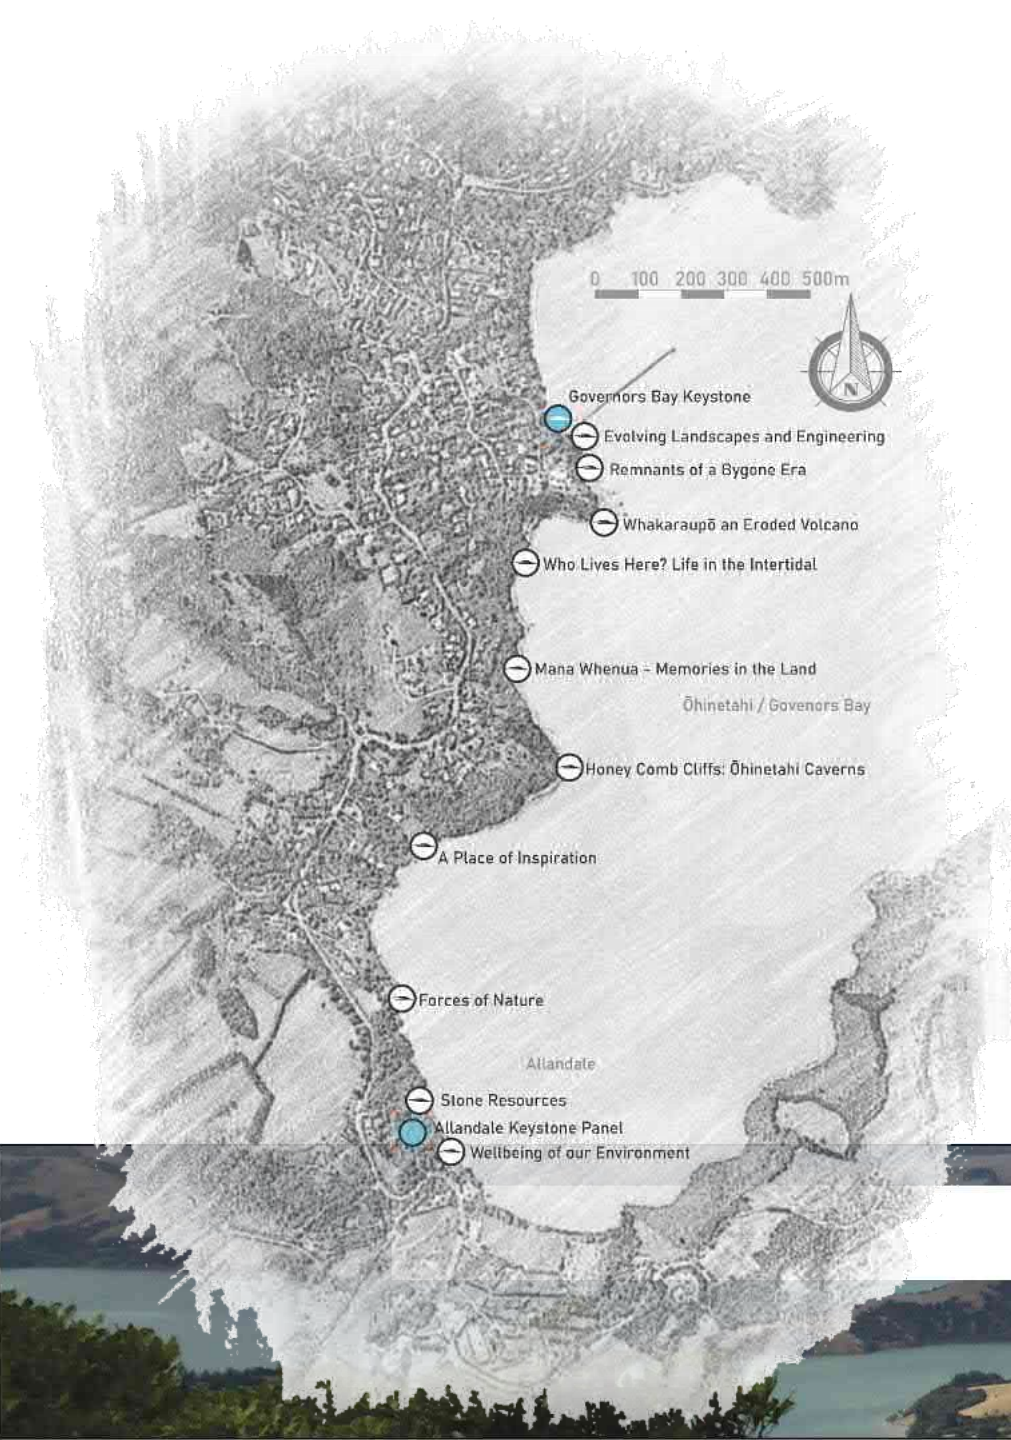 0 100 200 300 400 500m
N
Governors Bay Keystone
Evolving Landscapes and Engineering
Remnants of a Bygone Era
Whakaraupō an Eroded Volcano
Who Lives Here? Life in the Intertidal
Mana Whenua - Memories in the Land
Ōhinetahi / Govenors Bay
Honey Comb Cliffs: Ōhinetahi Caverns
A Place of Inspiration
Forces of Nature
Allandale
Stone Resources
Allandale Keystone Panel
Wellbeing of our Environment